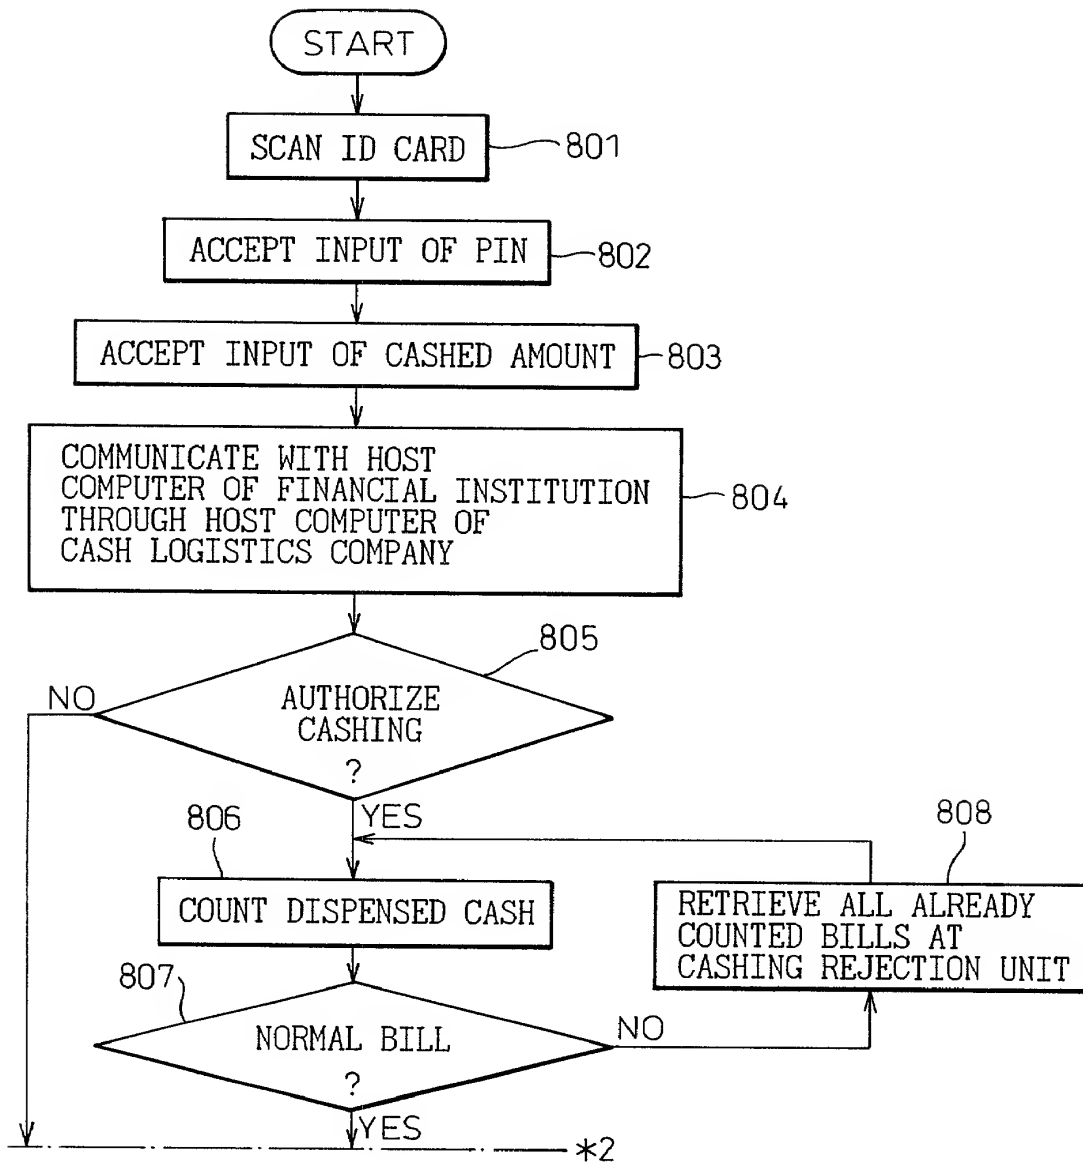 START
SCAN ID CARD
801
ACCEPT INPUT OF PIN
802
ACCEPT INPUT OF CASHED AMOUNT
803
COMMUNICATE WITH HOST
COMPUTER OF FINANCIAL INSTITUTION
THROUGH HOST COMPUTER OF
CASH LOGISTICS COMPANY
804
805
NO
AUTHORIZE
CASHING
?
YES
806
808
COUNT DISPENSED CASH
RETRIEVE ALL ALREADY
COUNTED BILLS AT
CASHING REJECTION UNIT
807
NORMAL BILL
?
NO
YES
*2